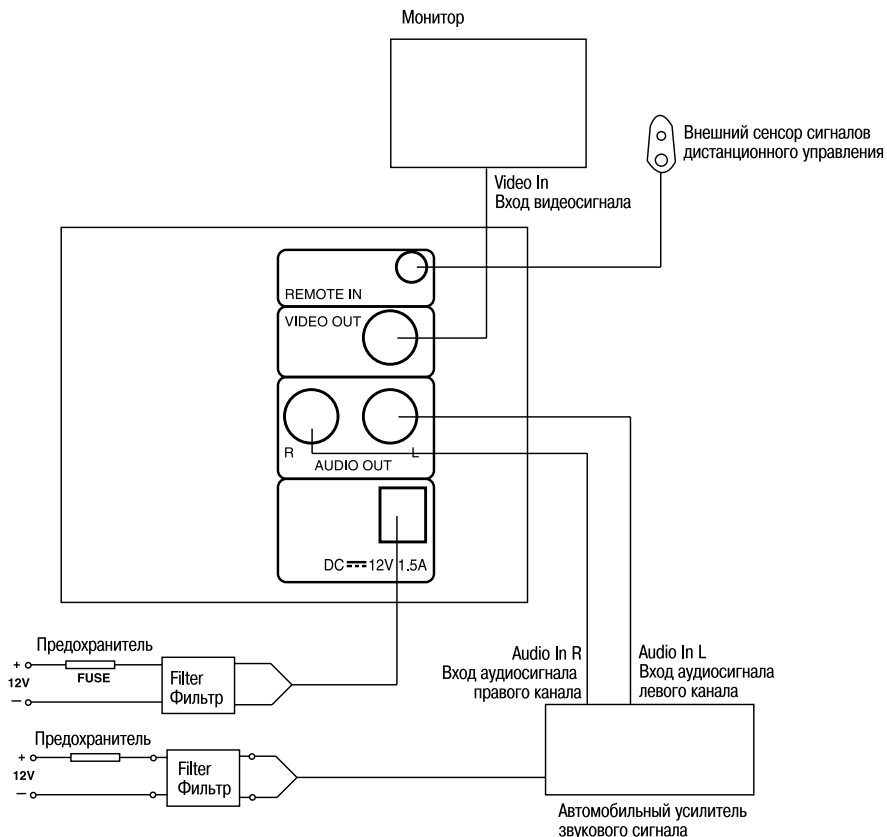 Монитор
Внешний сенсор сигналов
дистанционного управления
Video In
Вход видеосигнала
REMOTE IN
VIDEO OUT
R
L
AUDIO OUT
DC 12V 1.5A
Предохранитель
+
FUSE
12V
–
Filter
Фильтр
Audio In R
Вход аудиосигнала
правого канала
Audio In L
Вход аудиосигнала
левого канала
Предохранитель
+
12V
–
Filter
Фильтр
Автомобильный усилитель
звукового сигнала